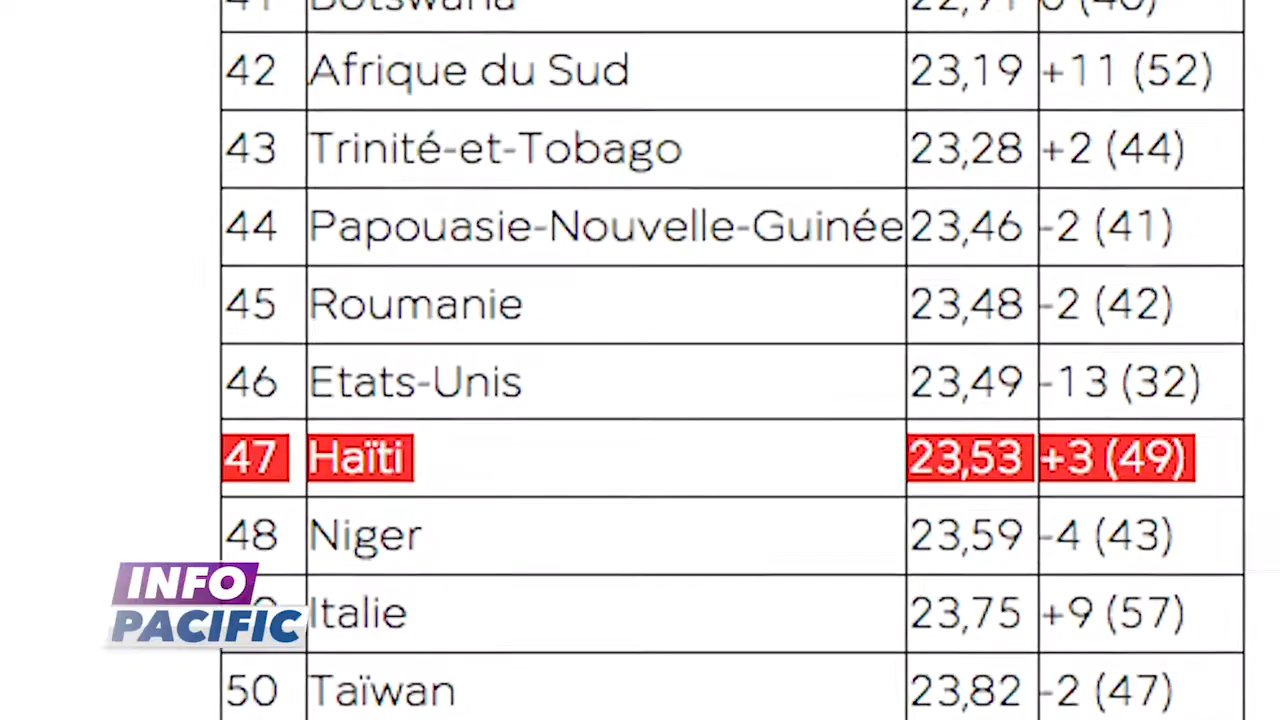 42 Afrique du Sud 23,19 +11 (52)
43 Trinité-et-Tobago 23,28 +2 (44)
44 Papouasie-Nouvelle-Guinée 23,46 -2 (41)
45 Roumanie 23,48 -2 (42)
46 Etats-Unis 23,49 -13 (32)
47 Haïti 23,53 +3 (49)
48 Niger 23,59 -4 (43)
Italie 23,75 +9 (57)
50 Taïwan 23,82 -2 (47)
INFO
PACIFIC